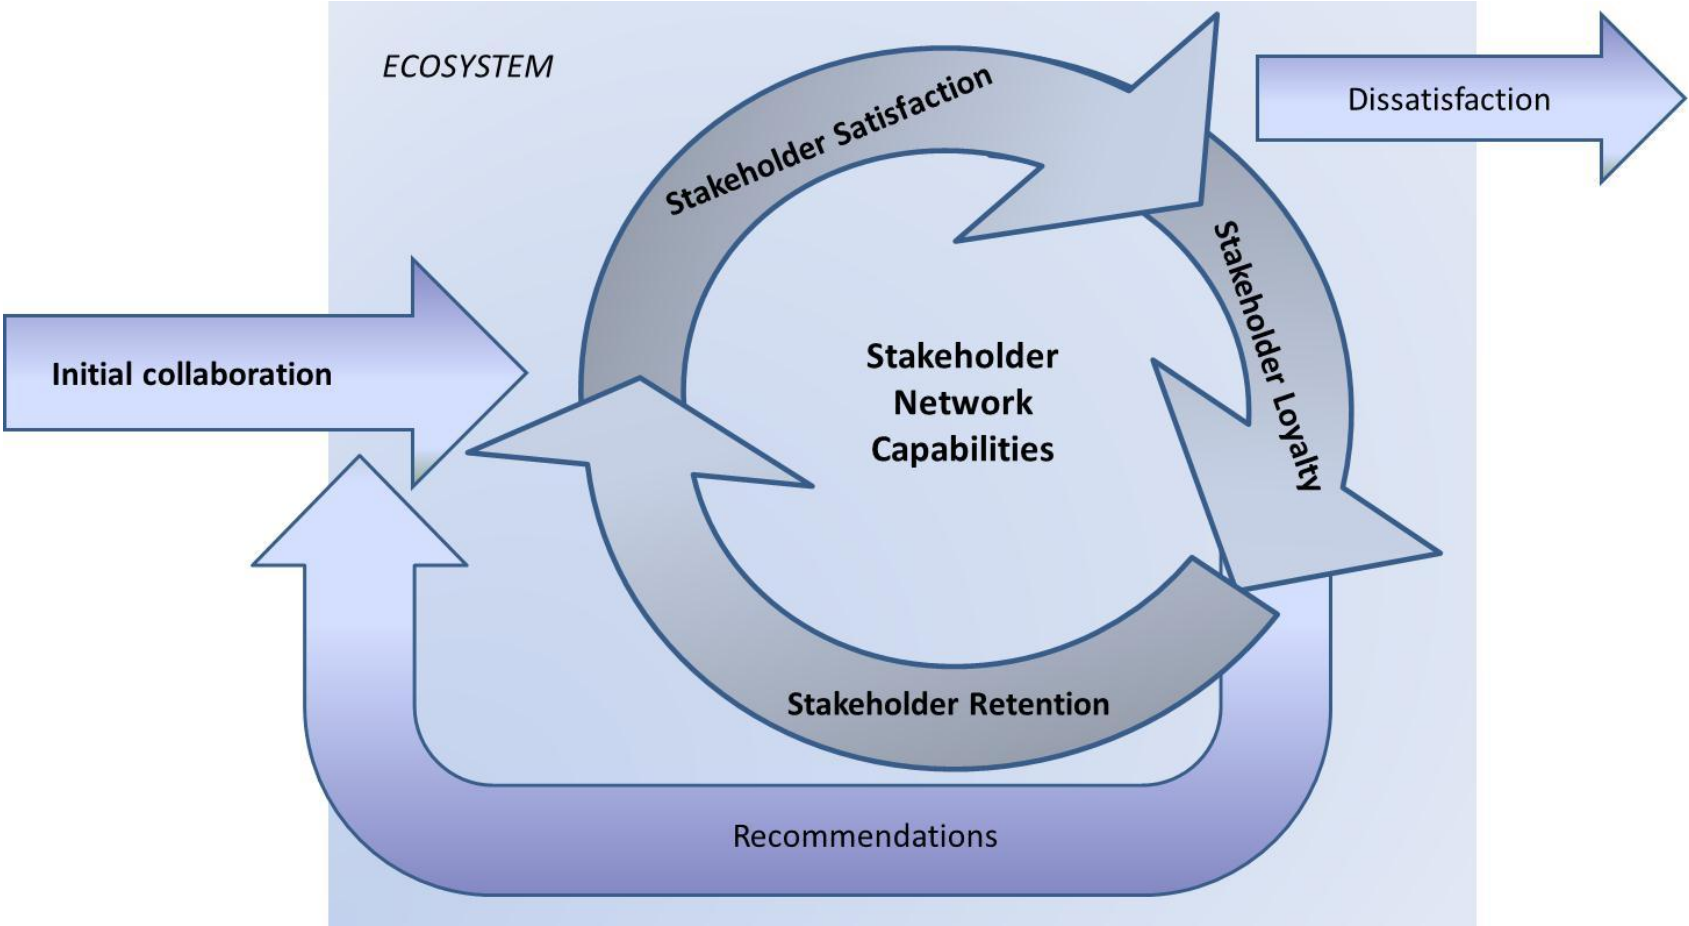 ECOSYSTEM
Dissatisfaction
Stakeholder Satisfaction
Stakeholder Loyalty
Initial collaboration
Stakeholder
Network
Capabilities
Stakeholder Retention
Recommendations